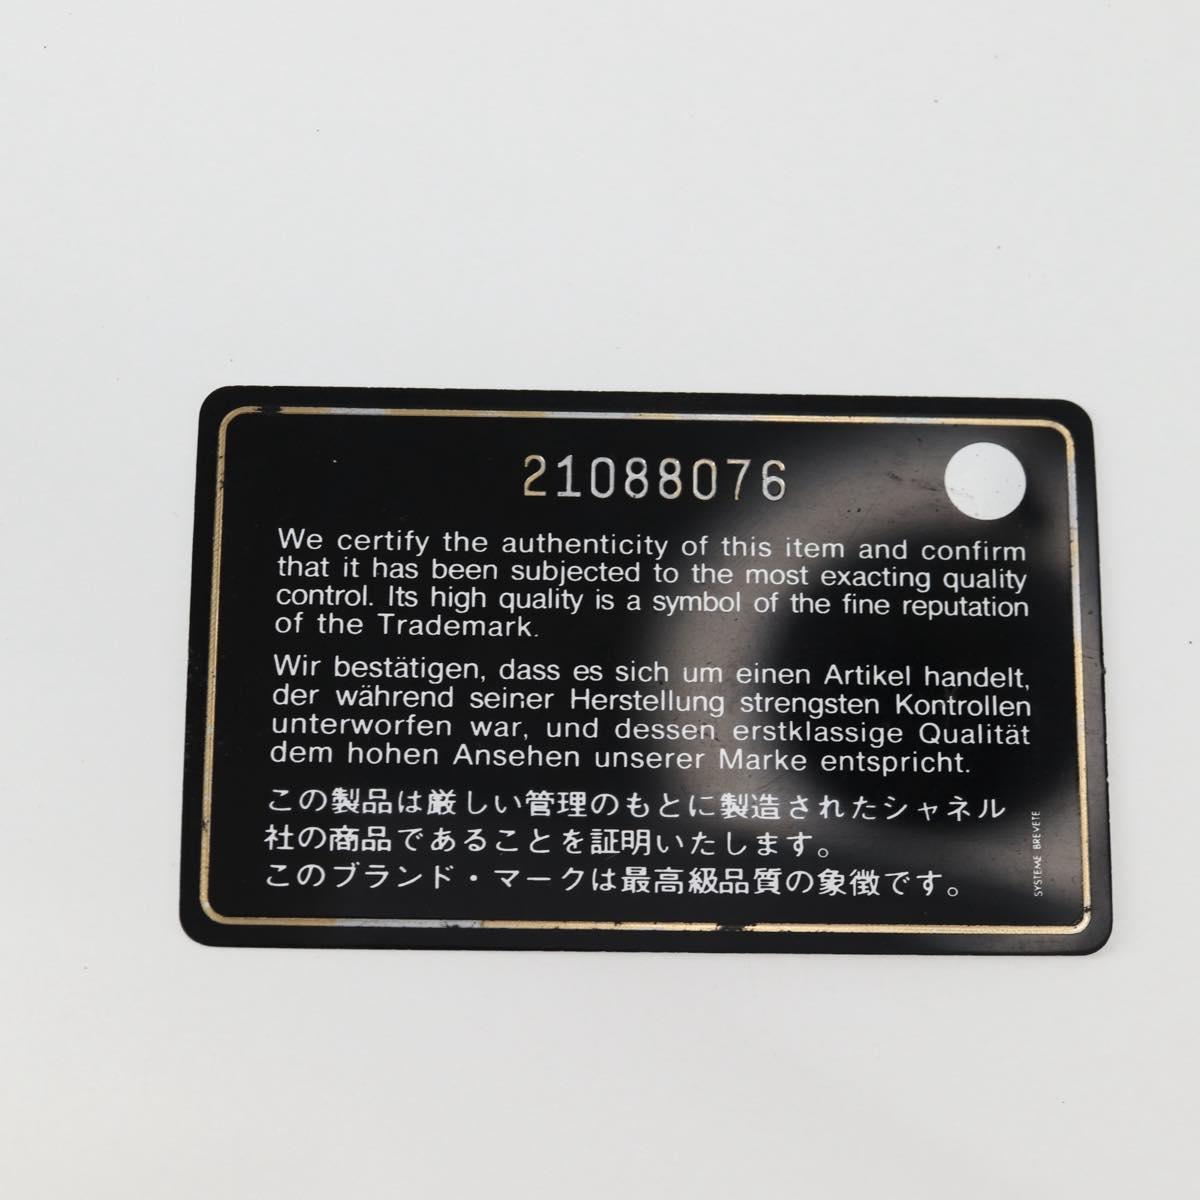 21088076
We certify the authenticity of this item and confirm
that it has been subjected to the most exacting quality
control. Its high quality is a symbol of the fine reputation
of the Trademark.
Wir bestätigen, dass es sich um einen Artikel handelt,
der während seiner Herstellung strengsten Kontrollen
unterworfen war, und dessen erstklassige Qualität
dem hohen Ansehen unserer Marke entspricht.
この製品は厳しい管理のもとに製造されたシャネル
社の商品であることを証明いたします。
このブランド・マークは最高級品質の象徴です。
SYSTEME BREVETE